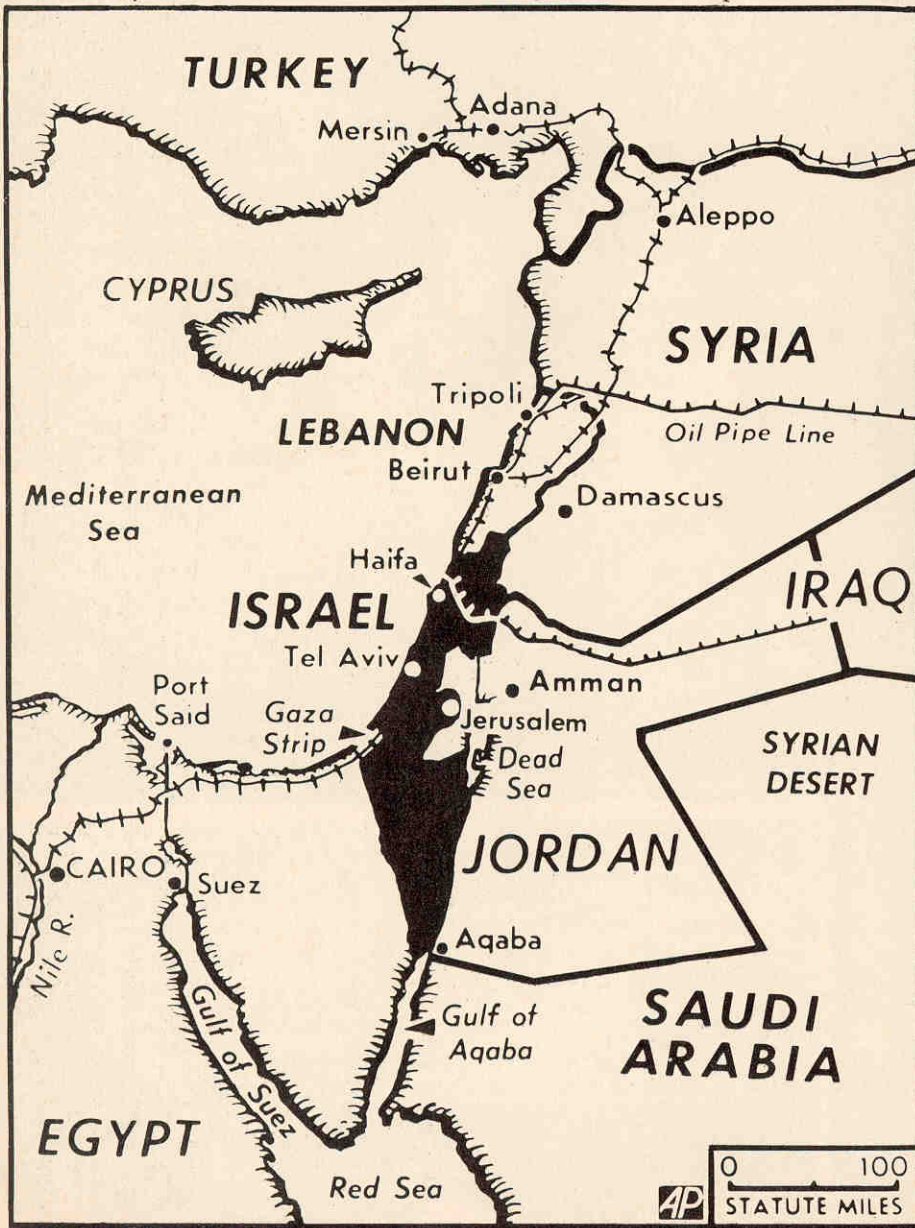 TURKEY
Adana
Mersin
Aleppo
CYPRUS
SYRIA
Tripoli
LEBANON
Oil Pipe Line
Beirut
Mediterranean
Sea
Damascus
Haifa
IRAQ
ISRAEL
Tel Aviv
Amman
Port
Said
Gaza
Strip
Jerusalem
Dead
Sea
SYRIAN
DESERT
JORDAN
CAIRO
Suez
Nile R.
Aqaba
Gulf of Suez
Gulf of
Aqaba
SAUDI
ARABIA
EGYPT
Red Sea
AP
0 100
STATUTE MILES